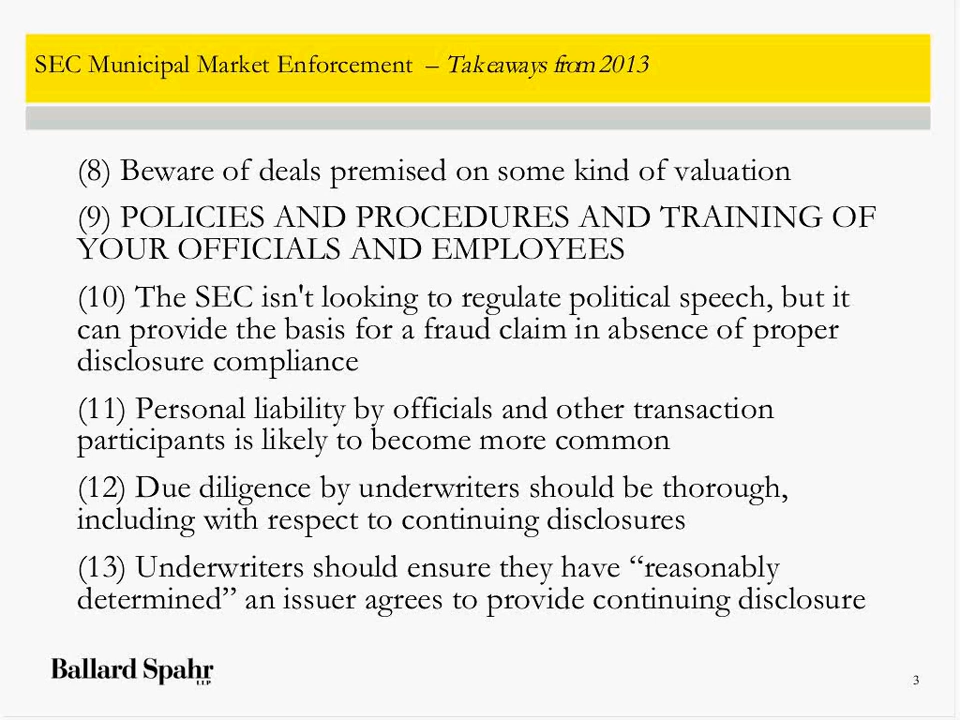 SEC Municipal Market Enforcement – Takeaways from 2013
(8) Beware of deals premised on some kind of valuation
(9) POLICIES AND PROCEDURES AND TRAINING OF
YOUR OFFICIALS AND EMPLOYEES
(10) The SEC isn't looking to regulate political speech, but it
can provide the basis for a fraud claim in absence of proper
disclosure compliance
(11) Personal liability by officials and other transaction
participants is likely to become more common
(12) Due diligence by underwriters should be thorough,
including with respect to continuing disclosures
(13) Underwriters should ensure they have “reasonably
determined” an issuer agrees to provide continuing disclosure
Ballard Spahr
LLP
3